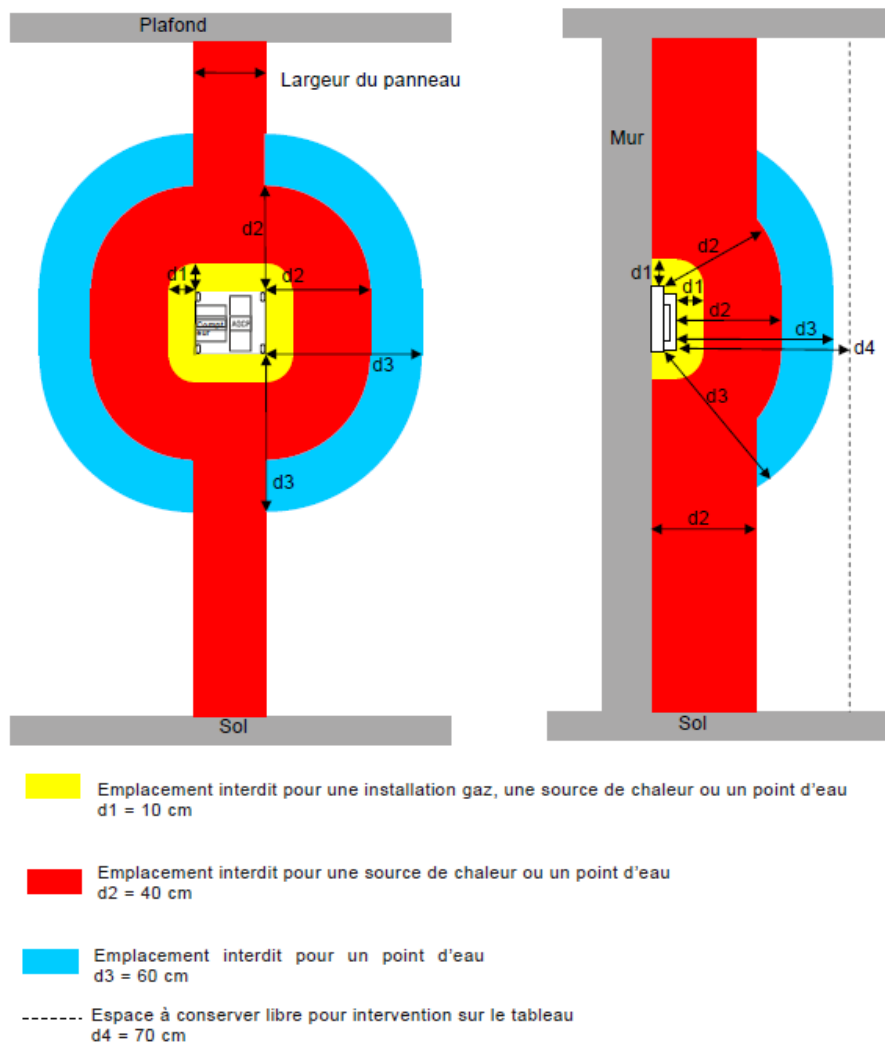 Plafond
Largeur du panneau
Mur
d2
d1
d2
d3
d3
d2
d1
d1
d2
d3
d4
d3
d2
AGCP
Sol
Sol
Emplacement interdit pour une installation gaz, une source de chaleur ou un point d'eau
d1 = 10 cm
Emplacement interdit pour une source de chaleur ou un point d'eau
d2 = 40 cm
Emplacement interdit pour un point d'eau
d3 = 60 cm
Espace à conserver libre pour intervention sur le tableau
d4 = 70 cm